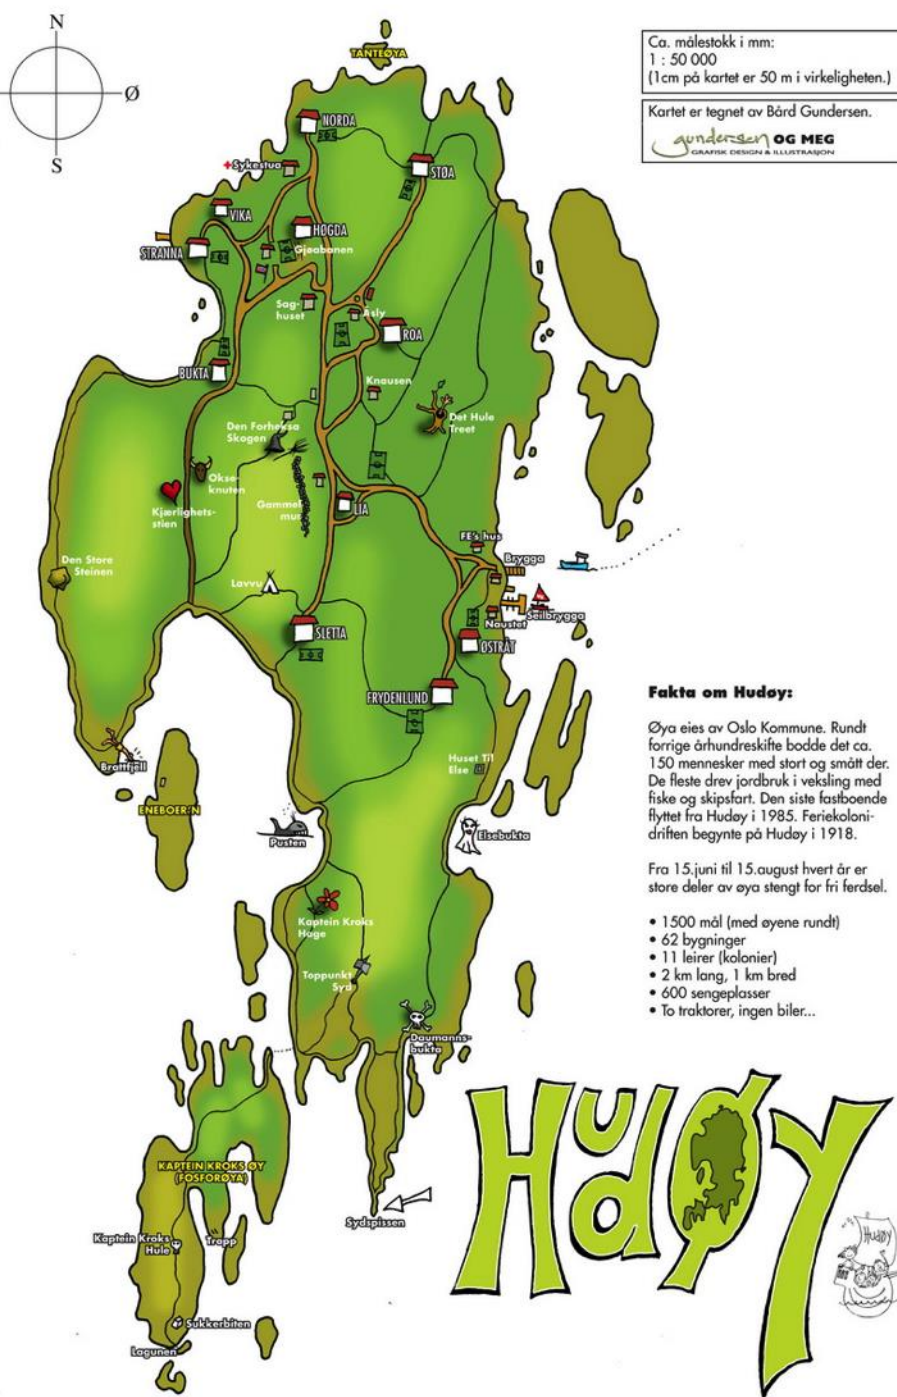 N
Ø
S
Ca. målestokk i mm:
1 : 50 000
(1cm på kartet er 50 m i virkeligheten.)
Kartet er tegnet av Bård Gundersen.
gundersen OG MEG
GRAFISK DESIGN & ILLUSTRASJON
TANTEØYA
NORDA
+Sykestua
STØA
VIKA
HØGDA
Gjøabanen
STRANNA
Sag-
huset
Åsly
ROA
BUKTA
Knausen
Den Forheksa
Skogen
Det Hule
Treet
Okse-
knuten
Kjærlighets-
stien
Gammel
mur
LIA
FE's hus
Brygga
Den Store
Steinen
Lavvu
Seilbrygga
Naustet
SLETTA
ØSTRÅT
FRYDENLUND
Brattfjell
Huset Til
Else
ENEBOER'N
Pusten
Elsebukta
Kaptein Kroks
Hage
Toppunkt
Syd
Daumanns-
bukta
KAPTEIN KROKS ØY
(FOSFORØYA)
Sydspissen
Kaptein Kroks
Hule
Trapp
Sukkerbiten
Lagunen
Fakta om Hudøy:
Øya eies av Oslo Kommune. Rundt
forrige århundreskifte bodde det ca.
150 mennesker med stort og smått der.
De fleste drev jordbruk i veksling med
fiske og skipsfart. Den siste fastboende
flyttet fra Hudøy i 1985. Feriekoloni-
driften begynte på Hudøy i 1918.
Fra 15.juni til 15.august hvert år er
store deler av øya stengt for fri ferdsel.
• 1500 mål (med øyene rundt)
• 62 bygninger
• 11 leirer (kolonier)
• 2 km lang, 1 km bred
• 600 sengeplasser
• To traktorer, ingen biler...
HudØy
Hudøy